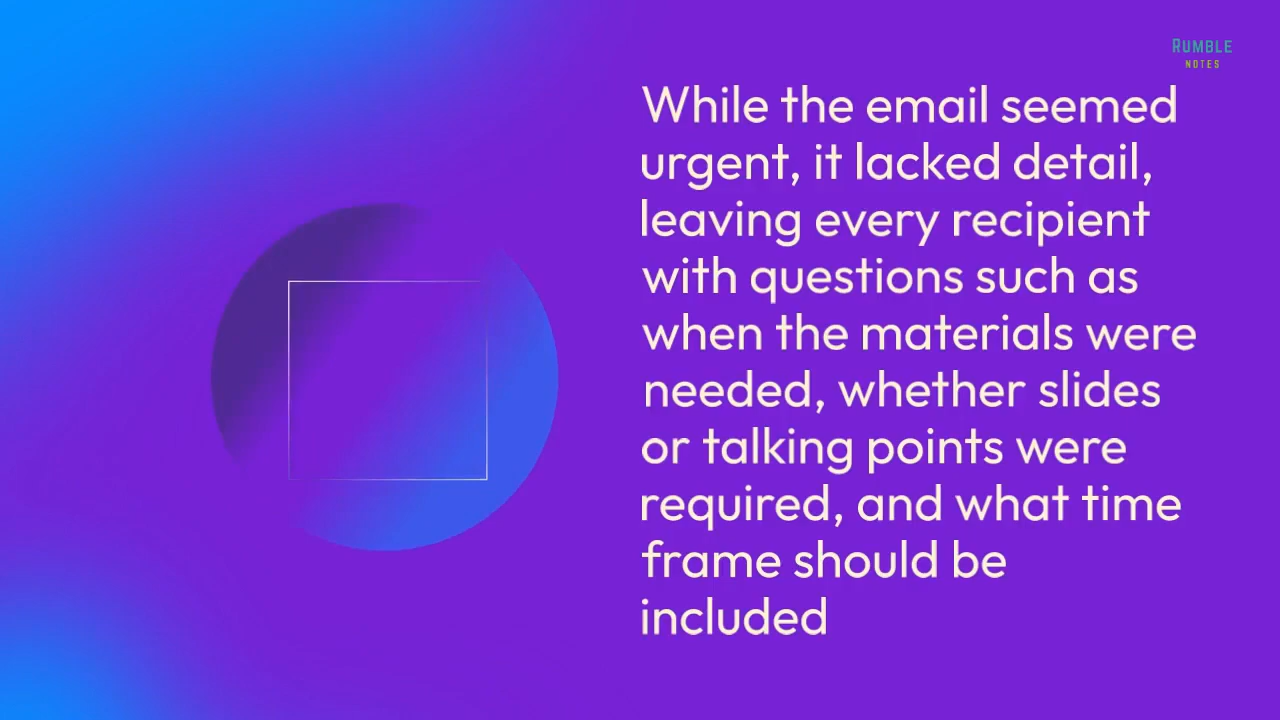 RUMBLE
NOTES
While the email seemed
urgent, it lacked detail,
leaving every recipient
with questions such as
when the materials were
needed, whether slides
or talking points were
required, and what time
frame should be
included